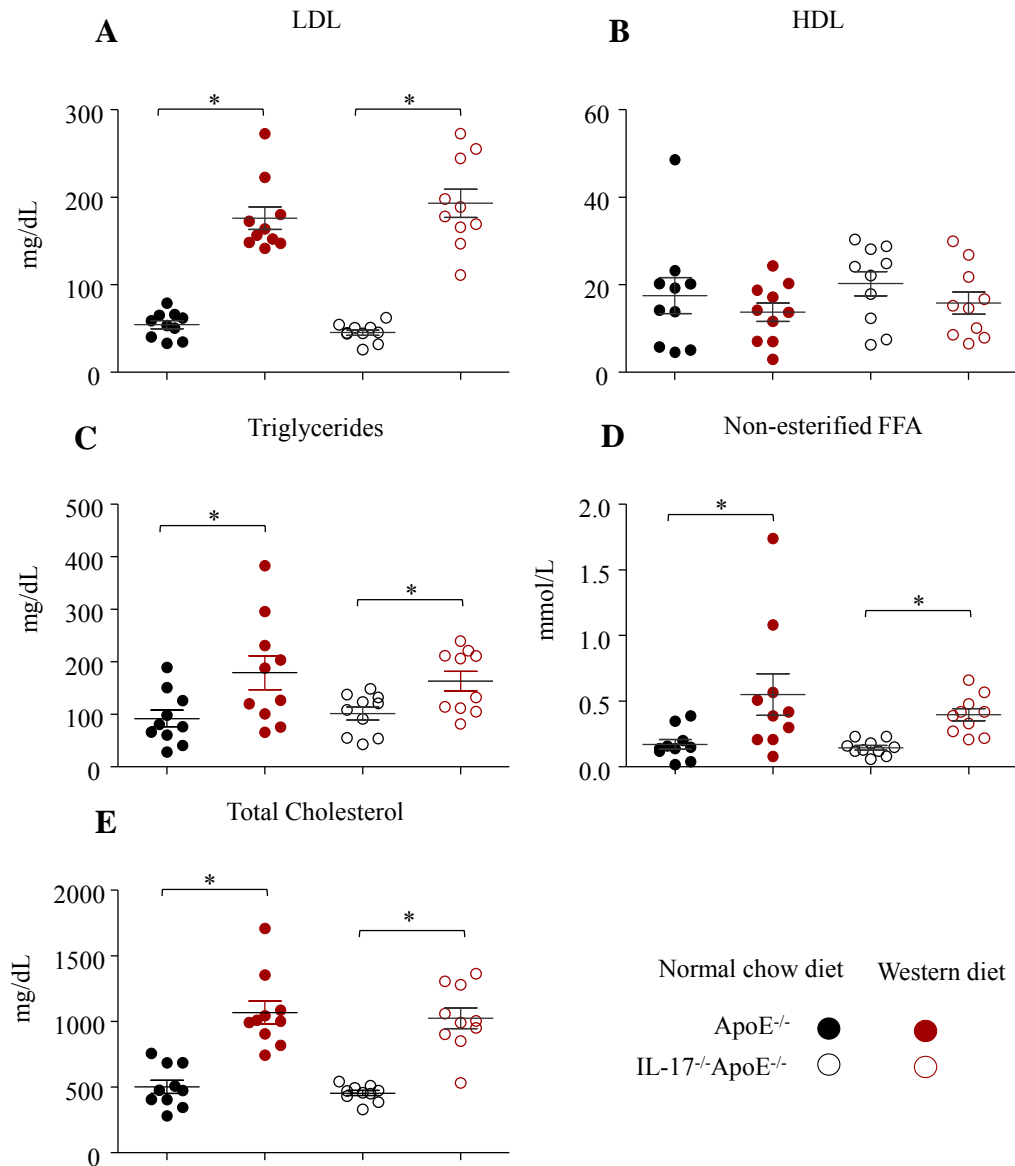 A LDL
B HDL
* *
300
200
100
0
mg/dL
60
40
20
0
C Triglycerides
D Non-esterified FFA
* *
500
400
300
200
100
0
mg/dL
* *
2.0
1.5
1.0
0.5
0.0
mmol/L
E Total Cholesterol
* *
2000
1500
1000
500
0
mg/dL
Normal chow diet Western diet
ApoE-/-
IL-17-/-ApoE-/-